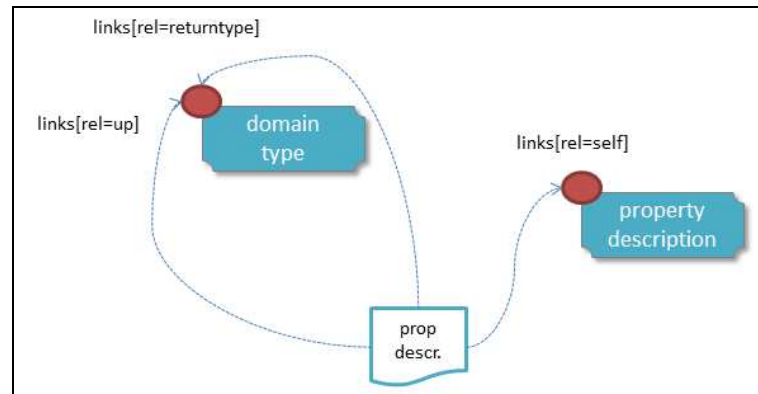 links[rel=returntype]
links[rel=up]
domain
type
links[rel=self]
property
description
prop
descr.